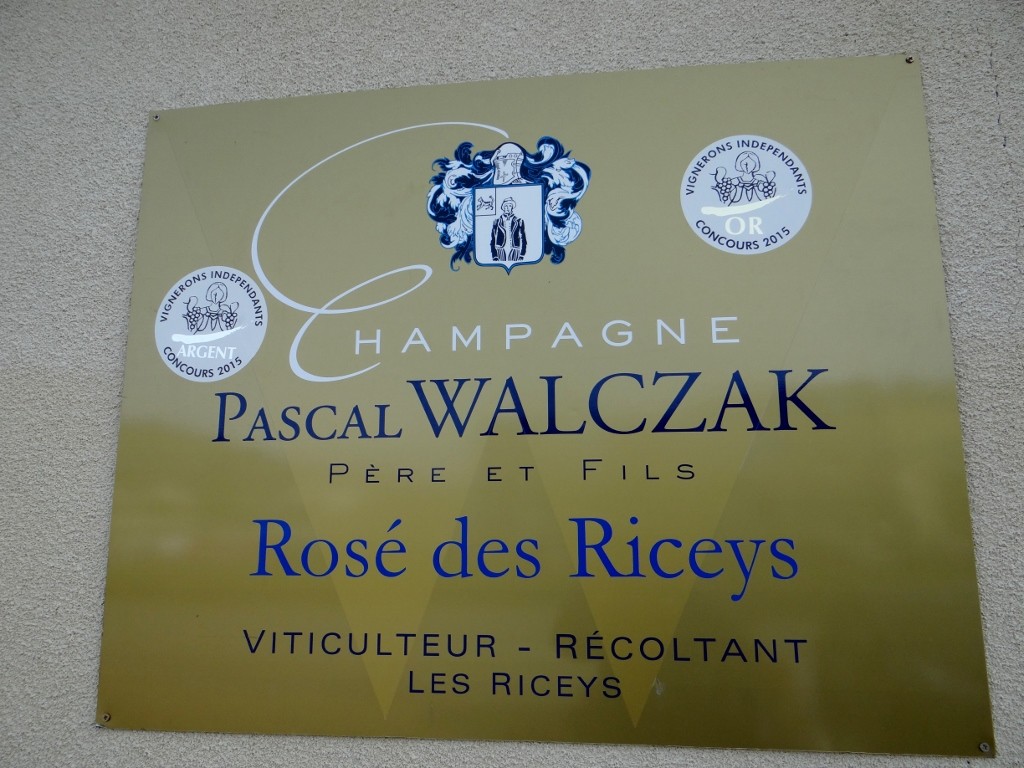 VIGNERONS INDEPENDANTS
OR
CONCOURS 2015
VIGNERONS INDEPENDANTS
ARGENT
CONCOURS 2015
CHAMPAGNE
PASCAL WALCZAK
PÈRE ET FILS
Rosé des Riceys
VITICULTEUR - RÉCOLTANT
LES RICEYS